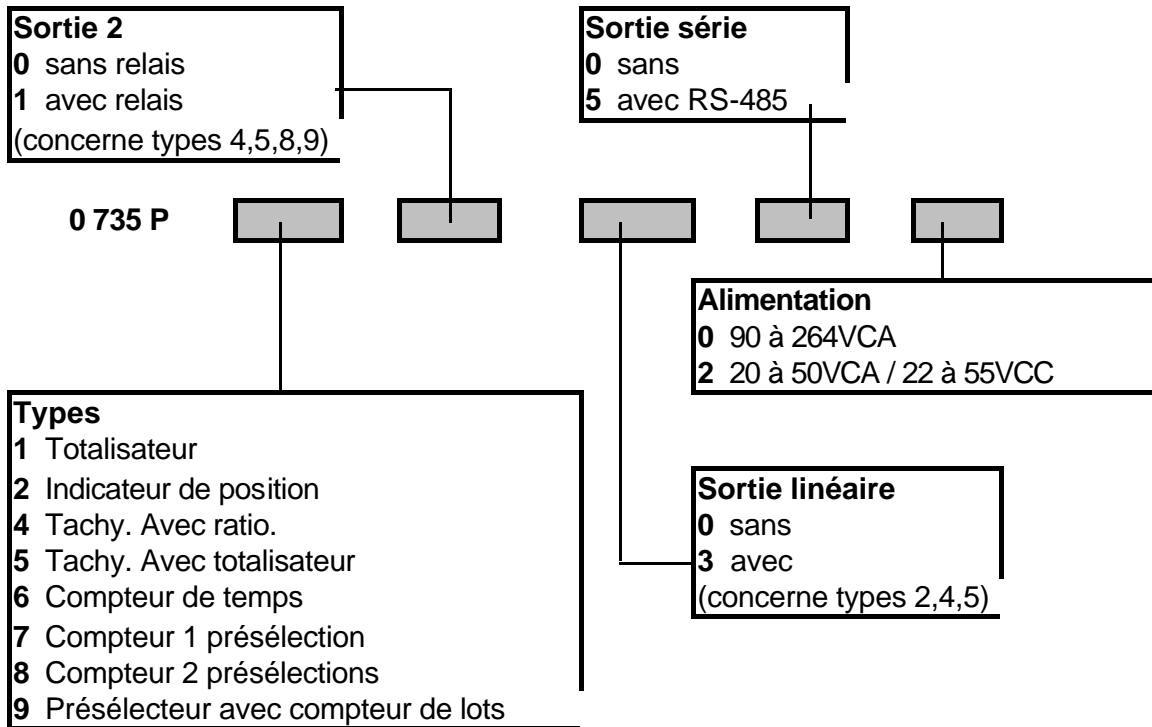 Sortie 2
0 sans relais
1 avec relais
(concerne types 4,5,8,9)
Sortie série
0 sans
5 avec RS-485
0 735 P
Alimentation
0 90 à 264VCA
2 20 à 50VCA / 22 à 55VCC
Types
1 Totalisateur
2 Indicateur de position
4 Tachy. Avec ratio.
5 Tachy. Avec totalisateur
6 Compteur de temps
7 Compteur 1 présélection
8 Compteur 2 présélections
9 Présélecteur avec compteur de lots
Sortie linéaire
0 sans
3 avec
(concerne types 2,4,5)